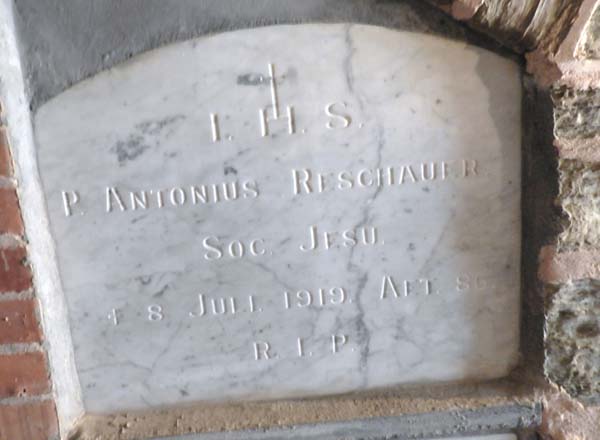 I. H. S.
P. ANTONIUS RESCHAUER
SOC. JESU.
† 8. JULI. 1919. AET.
R. I. P.